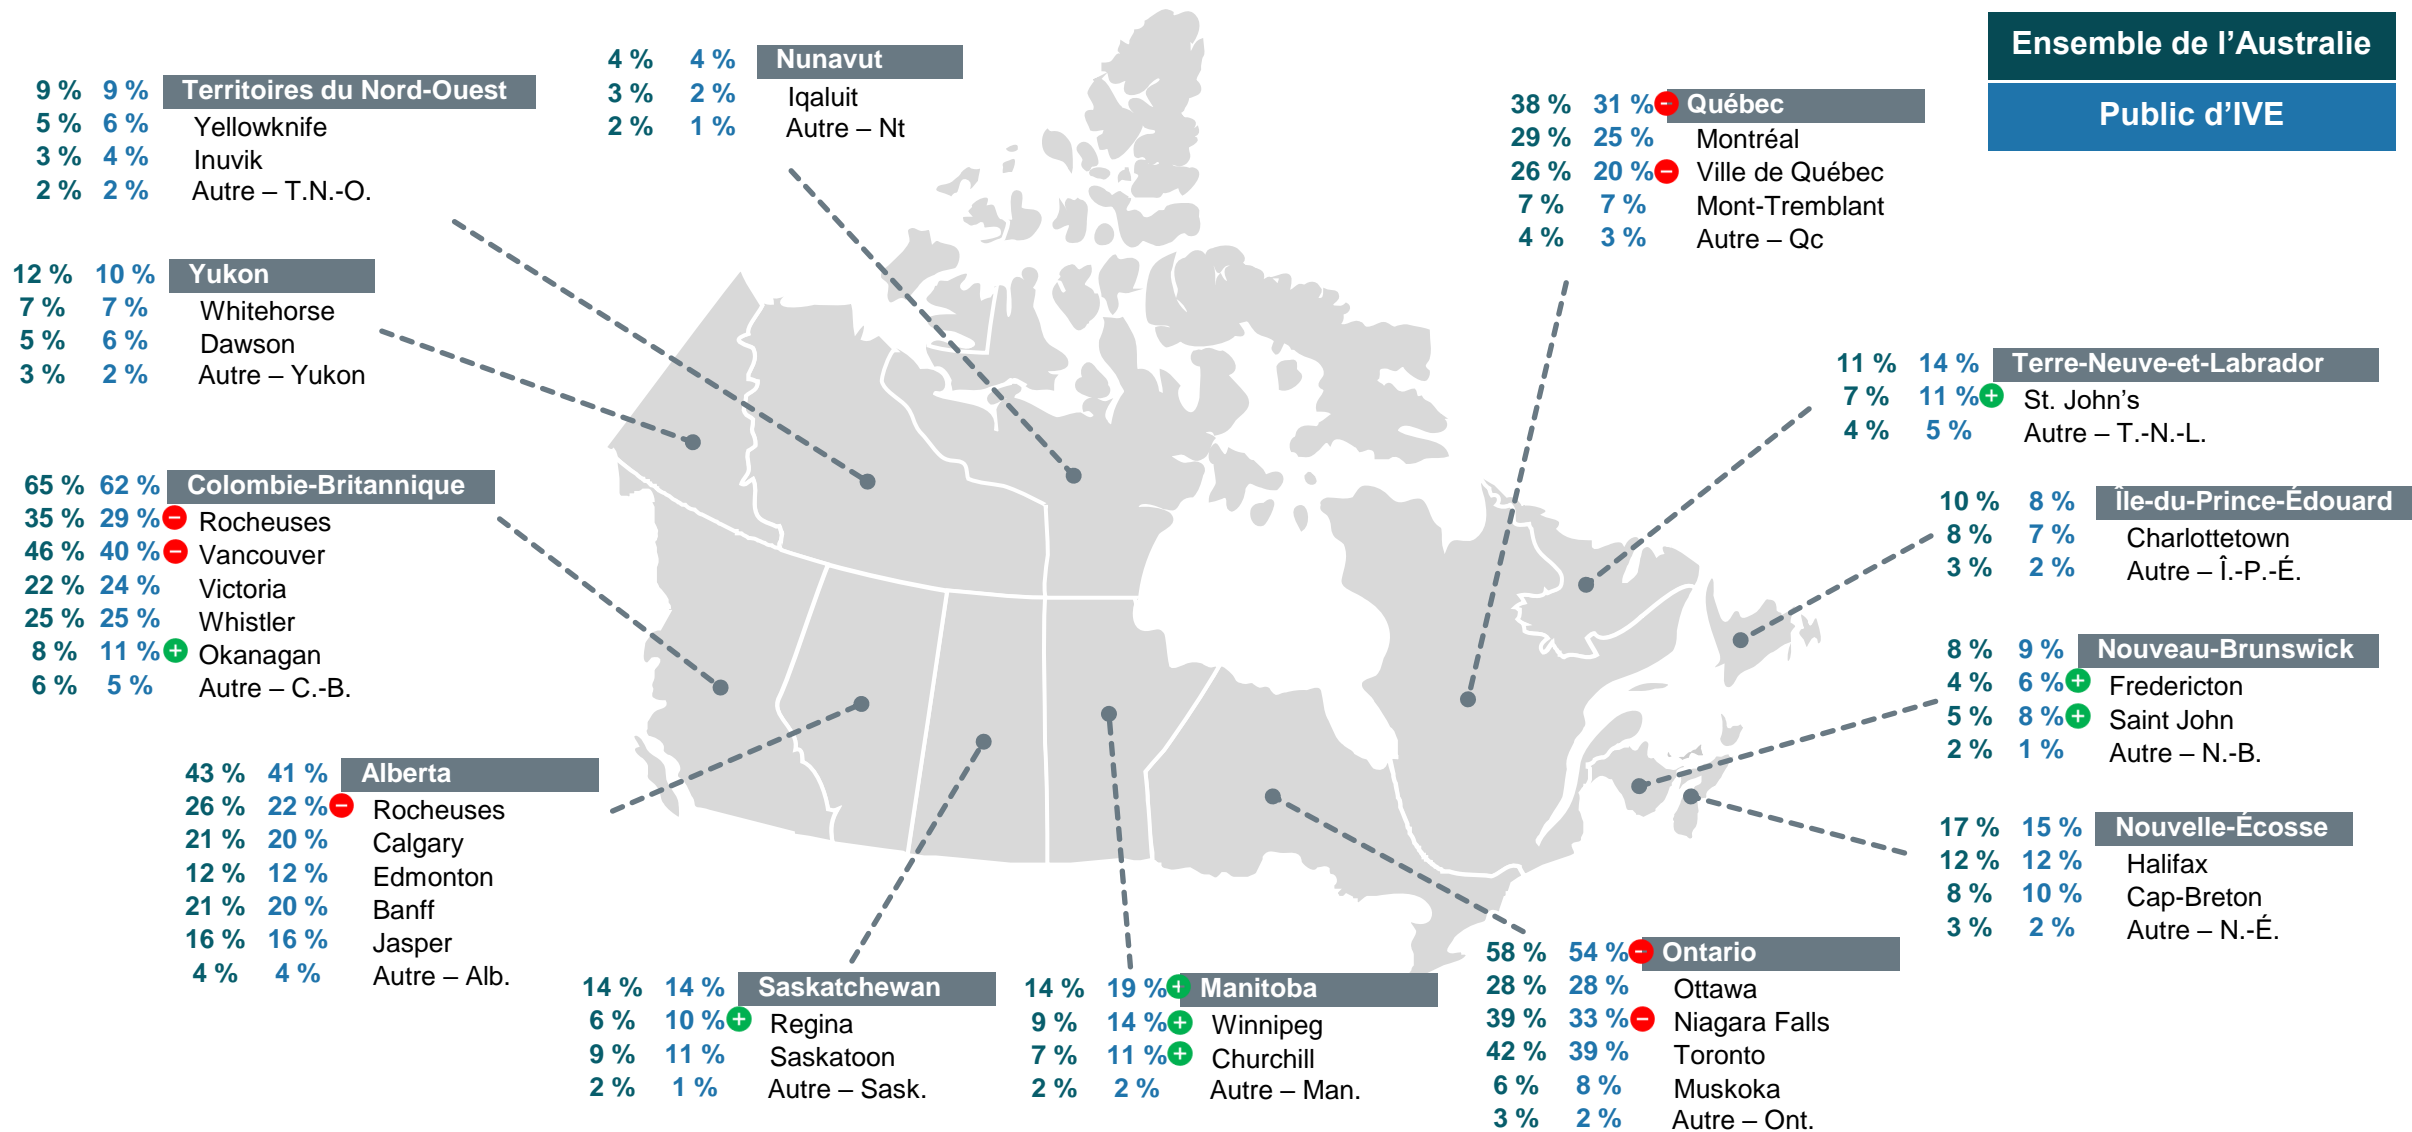 Ensemble de l’Australie
Public d’IVE
9 % 9 % Territoires du Nord-Ouest
5 % 6 % Yellowknife
3 % 4 % Inuvik
2 % 2 % Autre – T.N.-O.
4 % 4 % Nunavut
3 % 2 % Iqaluit
2 % 1 % Autre – Nt
38 % 31 % Québec
29 % 25 % Montréal
26 % 20 % Ville de Québec
7 % 7 % Mont-Tremblant
4 % 3 % Autre – Qc
12 % 10 % Yukon
7 % 7 % Whitehorse
5 % 6 % Dawson
3 % 2 % Autre – Yukon
11 % 14 % Terre-Neuve-et-Labrador
7 % 11 % St. John’s
4 % 5 % Autre – T.-N.-L.
65 % 62 % Colombie-Britannique
35 % 29 % Rocheuses
46 % 40 % Vancouver
22 % 24 % Victoria
25 % 25 % Whistler
8 % 11 % Okanagan
6 % 5 % Autre – C.-B.
10 % 8 % Île-du-Prince-Édouard
8 % 7 % Charlottetown
3 % 2 % Autre – Î.-P.-É.
8 % 9 % Nouveau-Brunswick
4 % 6 % Fredericton
5 % 8 % Saint John
2 % 1 % Autre – N.-B.
43 % 41 % Alberta
26 % 22 % Rocheuses
21 % 20 % Calgary
12 % 12 % Edmonton
21 % 20 % Banff
16 % 16 % Jasper
4 % 4 % Autre – Alb.
17 % 15 % Nouvelle-Écosse
12 % 12 % Halifax
8 % 10 % Cap-Breton
3 % 2 % Autre – N.-É.
14 % 14 % Saskatchewan
6 % 10 % Regina
9 % 11 % Saskatoon
2 % 1 % Autre – Sask.
14 % 19 % Manitoba
9 % 14 % Winnipeg
7 % 11 % Churchill
2 % 2 % Autre – Man.
58 % 54 % Ontario
28 % 28 % Ottawa
39 % 33 % Niagara Falls
42 % 39 % Toronto
6 % 8 % Muskoka
3 % 2 % Autre – Ont.